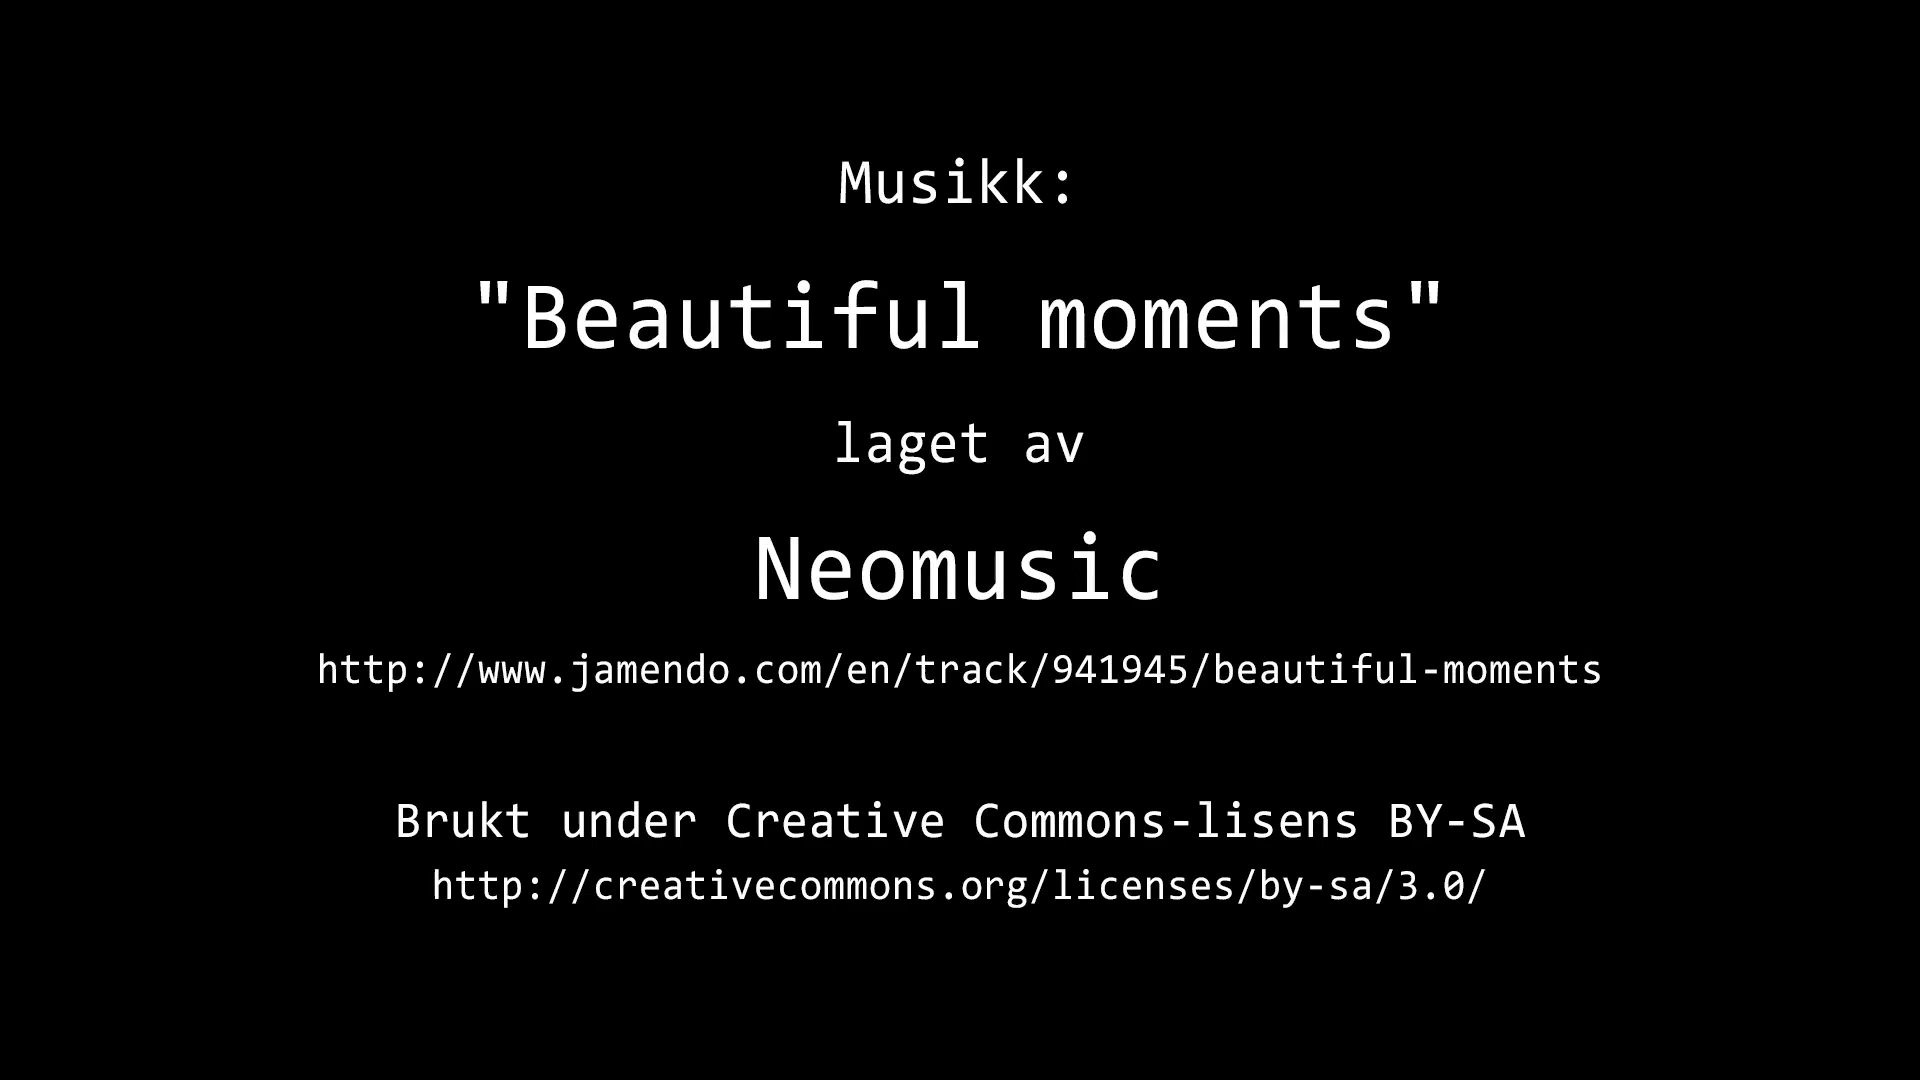 Musikk:
"Beautiful moments"
laget av
Neomusic
http://www.jamendo.com/en/track/941945/beautiful-moments
Brukt under Creative Commons-lisens BY-SA
http://creativecommons.org/licenses/by-sa/3.0/